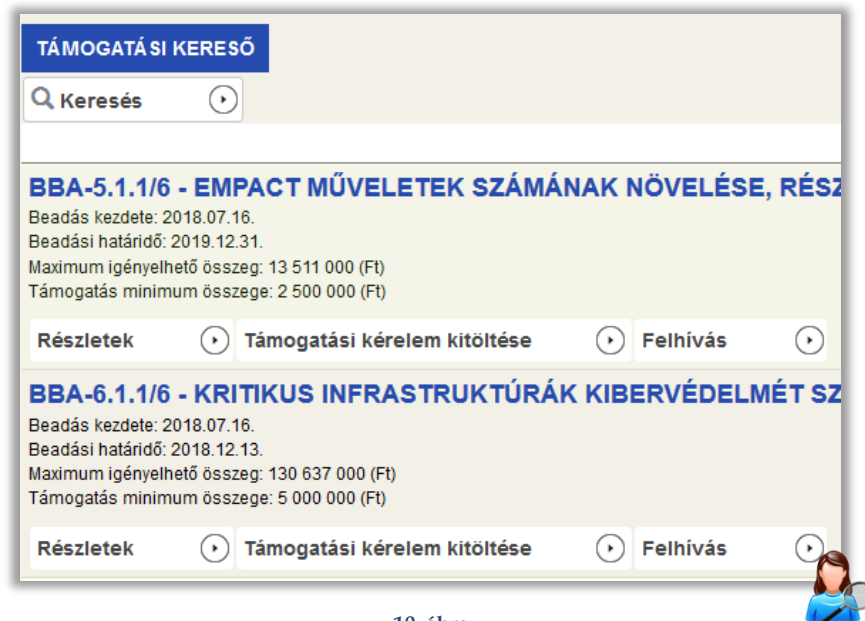 TÁMOGATÁSI KERESŐ
Keresés
BBA-5.1.1/6 - EMPACT MŰVELETEK SZÁMÁNAK NÖVELÉSE, RÉSZ
Beadás kezdete: 2018.07.16.
Beadási határidő: 2019.12.31.
Maximum igényelhető összeg: 13 511 000 (Ft)
Támogatás minimum összege: 2 500 000 (Ft)
Részletek Támogatási kérelem kitöltése Felhívás
BBA-6.1.1/6 - KRITIKUS INFRASTRUKTÚRÁK KIBERVÉDELMÉT SZ
Beadás kezdete: 2018.07.16.
Beadási határidő: 2018.12.13.
Maximum igényelhető összeg: 130 637 000 (Ft)
Támogatás minimum összege: 5 000 000 (Ft)
Részletek Támogatási kérelem kitöltése Felhívás